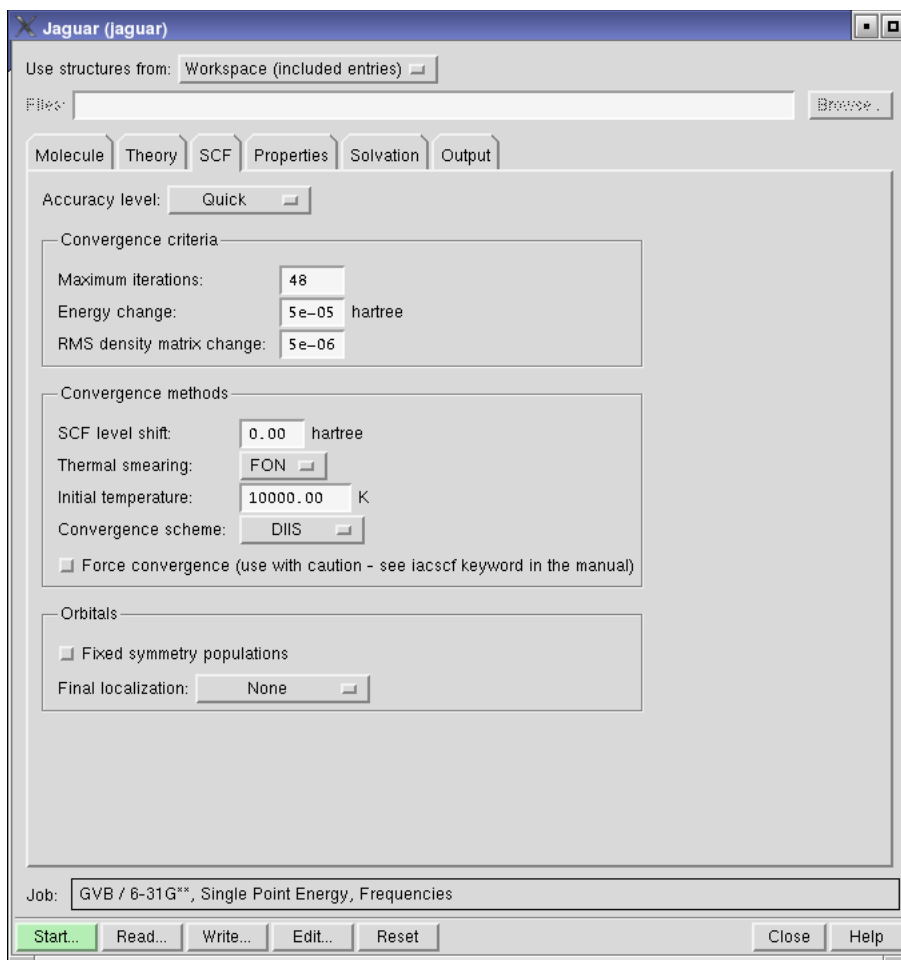 Jaguar (jaguar)
Use structures from: Workspace (included entries)
Files: Browse...
Molecule Theory SCF Properties Solvation Output
Accuracy level: Quick
Convergence criteria
Maximum iterations: 48
Energy change: 5e-05 hartree
RMS density matrix change: 5e-06
Convergence methods
SCF level shift: 0.00 hartree
Thermal smearing: FON
Initial temperature: 10000.00 K
Convergence scheme: DIIS
Force convergence (use with caution - see iacscf keyword in the manual)
Orbitals
Fixed symmetry populations
Final localization: None
Job: GVB / 6-31G**, Single Point Energy, Frequencies
Start... Read... Write... Edit... Reset Close Help